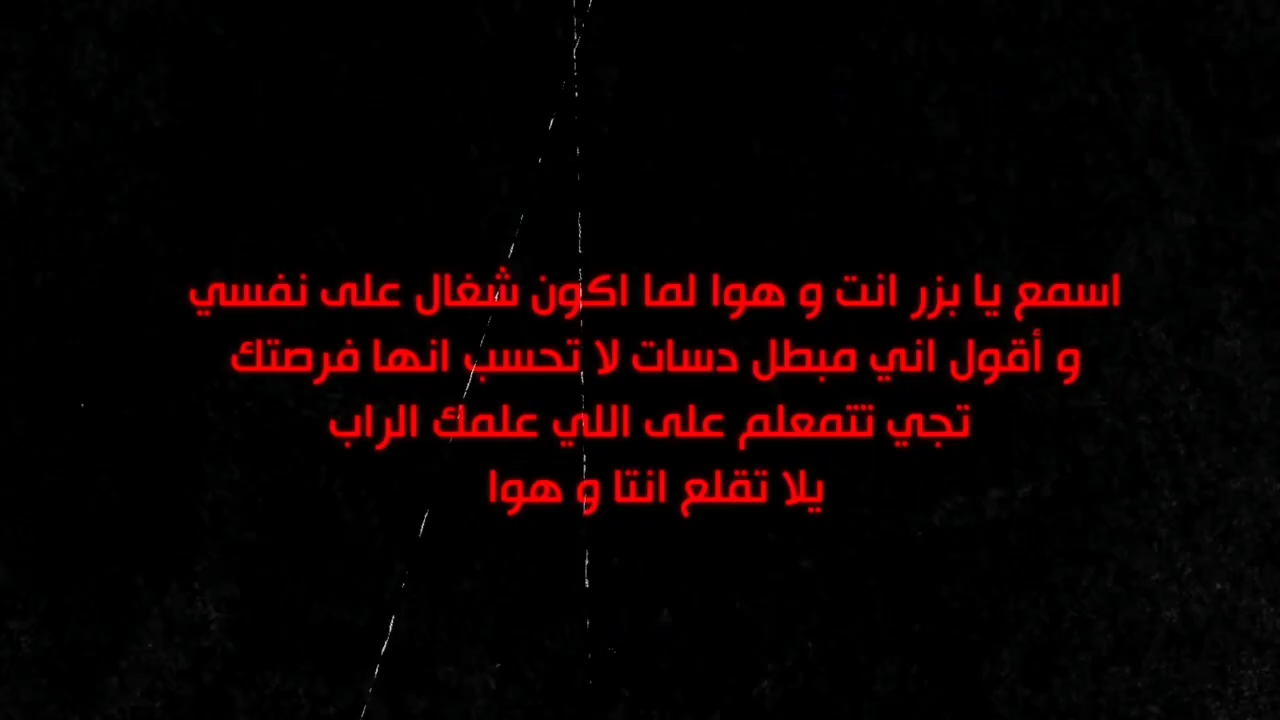 اسمع يا بزر انت و هوا لما اكون شغال على نفسي
و أقول اني مبطل دسات لا تحسب انها فرصتك
تجي تتمعلم على اللي علمك الراب
يلا تقلع انتا و هوا